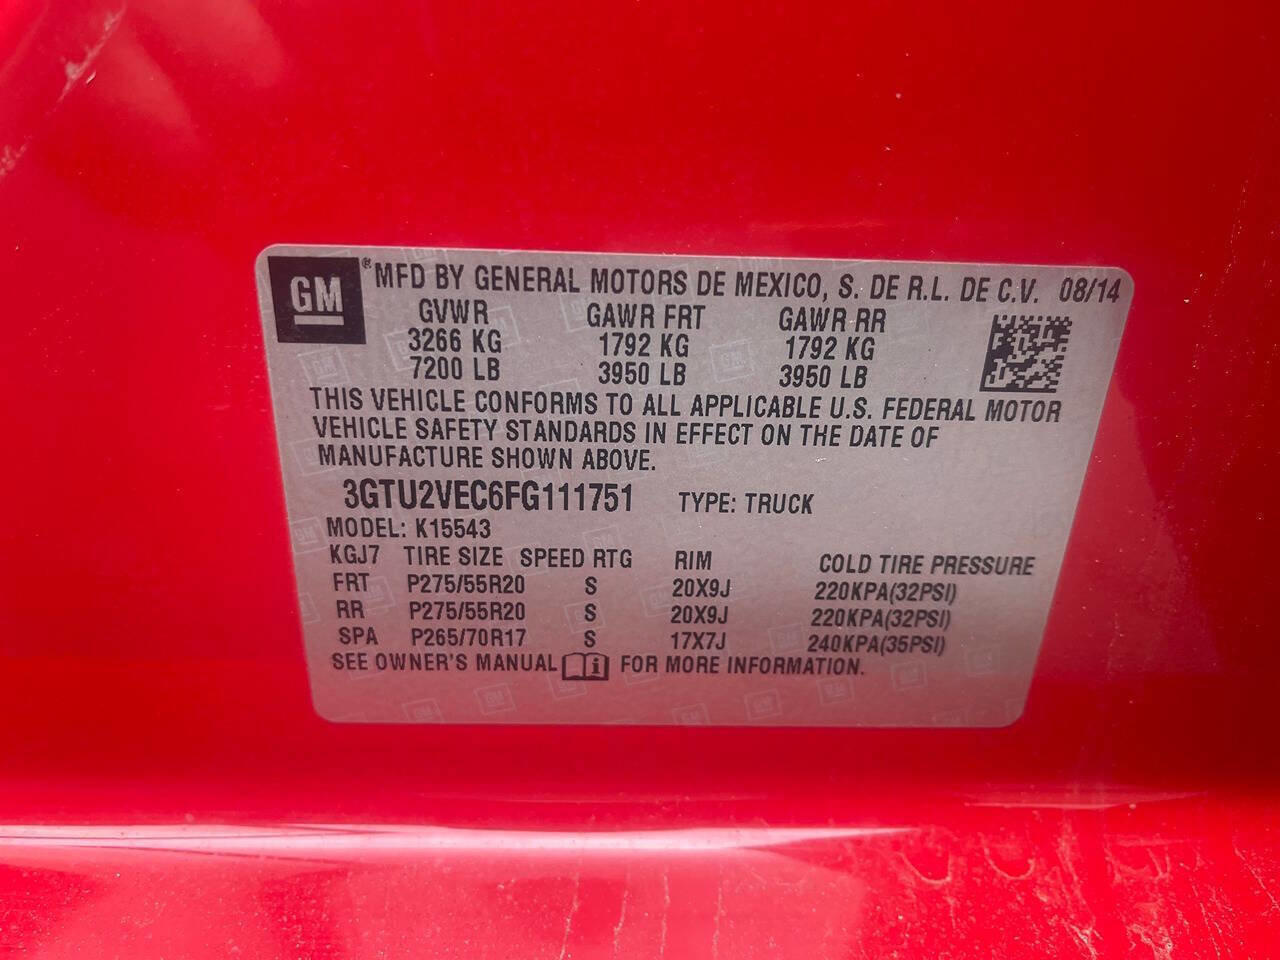 GM ® MFD BY GENERAL MOTORS DE MEXICO, S. DE R.L. DE C.V. 08/14
GVWR GAWR FRT GAWR RR
3266 KG 1792 KG 1792 KG
7200 LB 3950 LB 3950 LB
THIS VEHICLE CONFORMS TO ALL APPLICABLE U.S. FEDERAL MOTOR
VEHICLE SAFETY STANDARDS IN EFFECT ON THE DATE OF
MANUFACTURE SHOWN ABOVE.
3GTU2VEC6FG111751 TYPE: TRUCK
MODEL: K15543
KGJ7 TIRE SIZE SPEED RTG RIM COLD TIRE PRESSURE
FRT P275/55R20 S 20X9J 220KPA(32PSI)
RR P275/55R20 S 20X9J 220KPA(32PSI)
SPA P265/70R17 S 17X7J 240KPA(35PSI)
SEE OWNER'S MANUAL i FOR MORE INFORMATION.